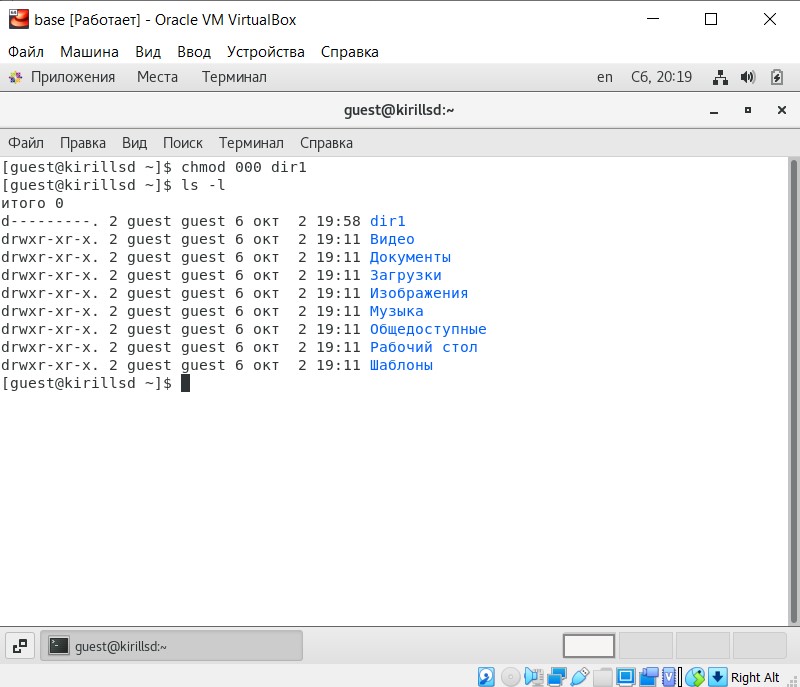 base [Работает] - Oracle VM VirtualBox
Файл Машина Вид Ввод Устройства Справка
Приложения Места Терминал en Сб, 20:19
guest@kirillsd:~
Файл Правка Вид Поиск Терминал Справка
[guest@kirillsd ~]$ chmod 000 dir1
[guest@kirillsd ~]$ ls -l
итого 0
d---------. 2 guest guest 6 окт  2 19:58 dir1
drwxr-xr-x. 2 guest guest 6 окт  2 19:11 Видео
drwxr-xr-x. 2 guest guest 6 окт  2 19:11 Документы
drwxr-xr-x. 2 guest guest 6 окт  2 19:11 Загрузки
drwxr-xr-x. 2 guest guest 6 окт  2 19:11 Изображения
drwxr-xr-x. 2 guest guest 6 окт  2 19:11 Музыка
drwxr-xr-x. 2 guest guest 6 окт  2 19:11 Общедоступные
drwxr-xr-x. 2 guest guest 6 окт  2 19:11 Рабочий стол
drwxr-xr-x. 2 guest guest 6 окт  2 19:11 Шаблоны
[guest@kirillsd ~]$
guest@kirillsd:~
Right Alt